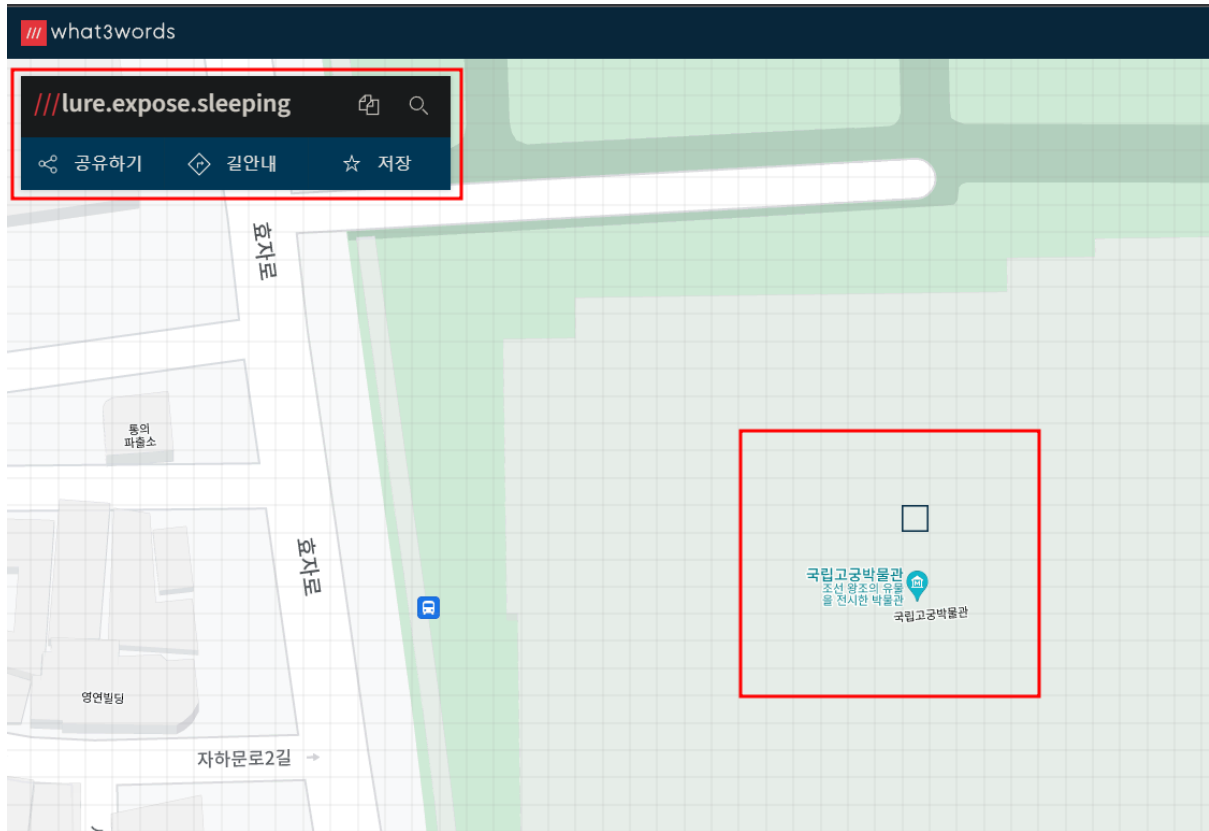 /// what3words
///lure.expose.sleeping
공유하기 길안내 저장
효자로
통의
파출소
효자로
국립고궁박물관
조선 왕조의 유물
을 전시한 박물관
국립고궁박물관
영연빌딩
자하문로2길 →